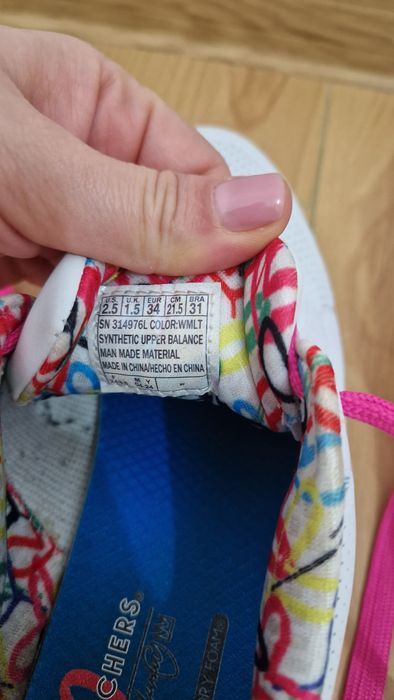 U.S. U.K. EUR CM BRA
2.5 1.5 34 21.5 31
SN 314976L COLOR:WMLT
SYNTHETIC UPPER BALANCE
MAN MADE MATERIAL
MADE IN CHINA/HECHO EN CHINA
CHERS®
RY FOAM